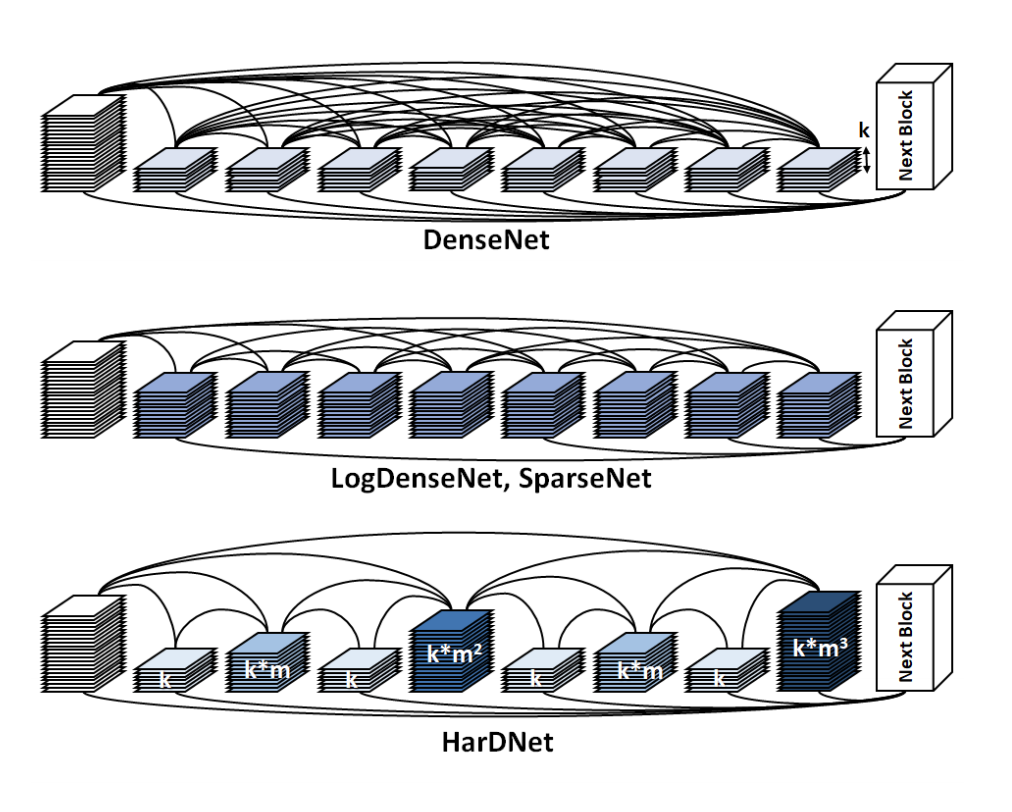 k
Next Block
DenseNet
Next Block
LogDenseNet, SparseNet
k
k*m
k
k*m²
k
k*m
k
k*m³
Next Block
HarDNet